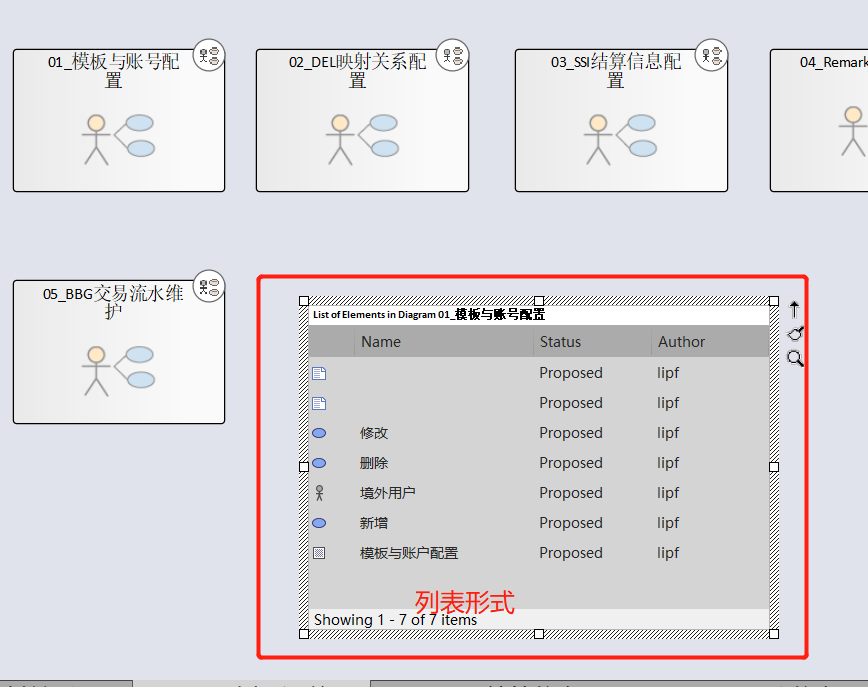 01_模板与账号配
置
02_DEL映射关系配
置
03_SSI结算信息配
置
04_Remark
05_BBG交易流水维
护
List of Elements in Diagram 01_模板与账号配置
Name Status Author
Proposed lipf
Proposed lipf
修改 Proposed lipf
删除 Proposed lipf
境外用户 Proposed lipf
新增 Proposed lipf
模板与账户配置 Proposed lipf
列表形式
Showing 1 - 7 of 7 items